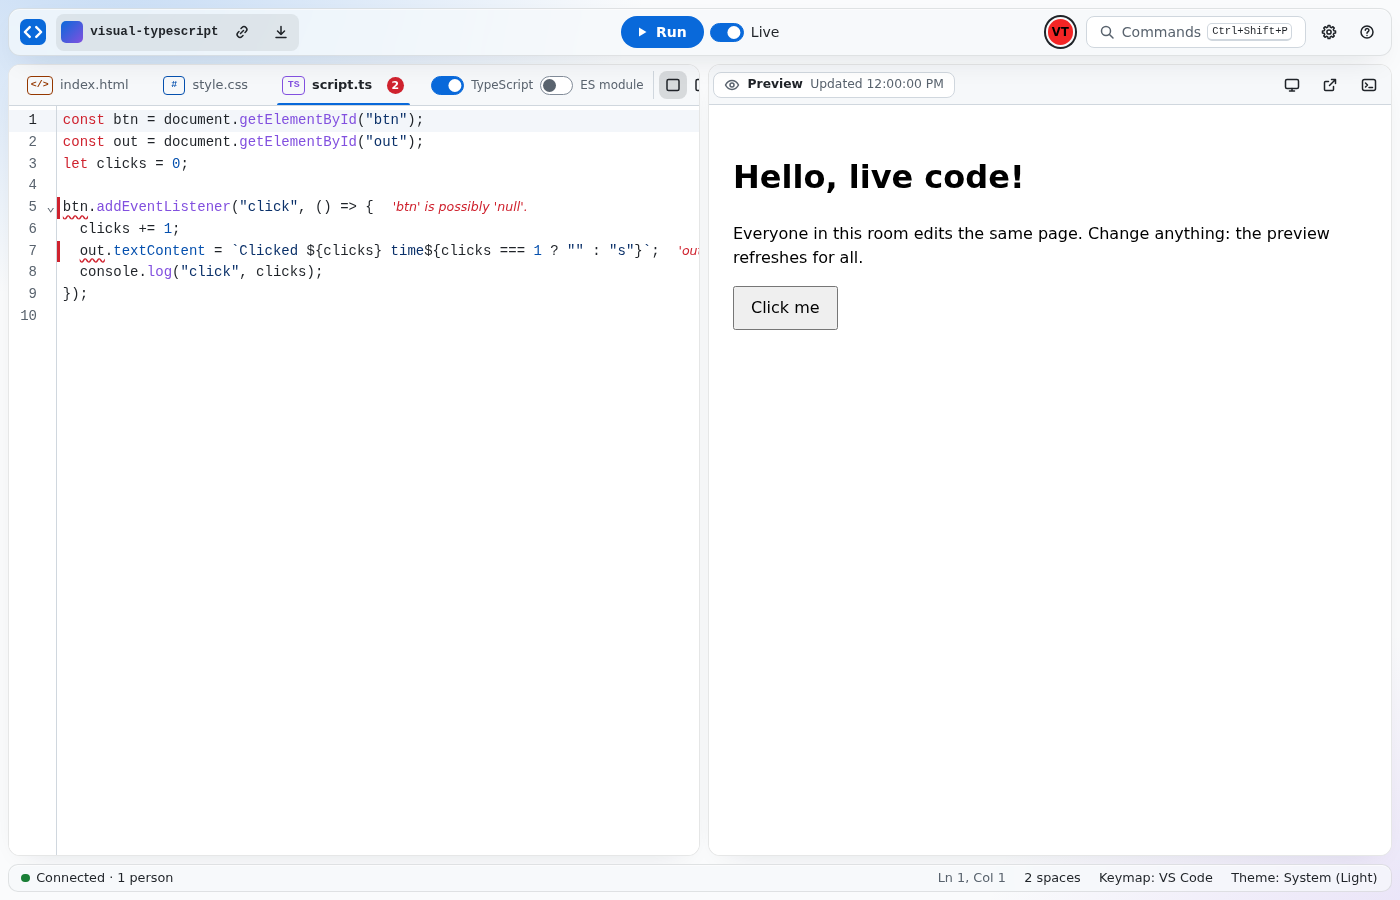 visual-typescript
Run
Live
VT
Commands
Ctrl+Shift+P
</> index.html
# style.css
TS script.ts 2
TypeScript
ES module
Preview Updated 12:00:00 PM
1 const btn = document.getElementById("btn");
2 const out = document.getElementById("out");
3 let clicks = 0;
4
5 btn.addEventListener("click", () => { 'btn' is possibly 'null'.
6 clicks += 1;
7 out.textContent = `Clicked ${clicks} time${clicks === 1 ? "" : "s"}`; 'out
8 console.log("click", clicks);
9 });
10
Hello, live code!
Everyone in this room edits the same page. Change anything: the preview
refreshes for all.
Click me
Connected · 1 person
Ln 1, Col 1
2 spaces
Keymap: VS Code
Theme: System (Light)